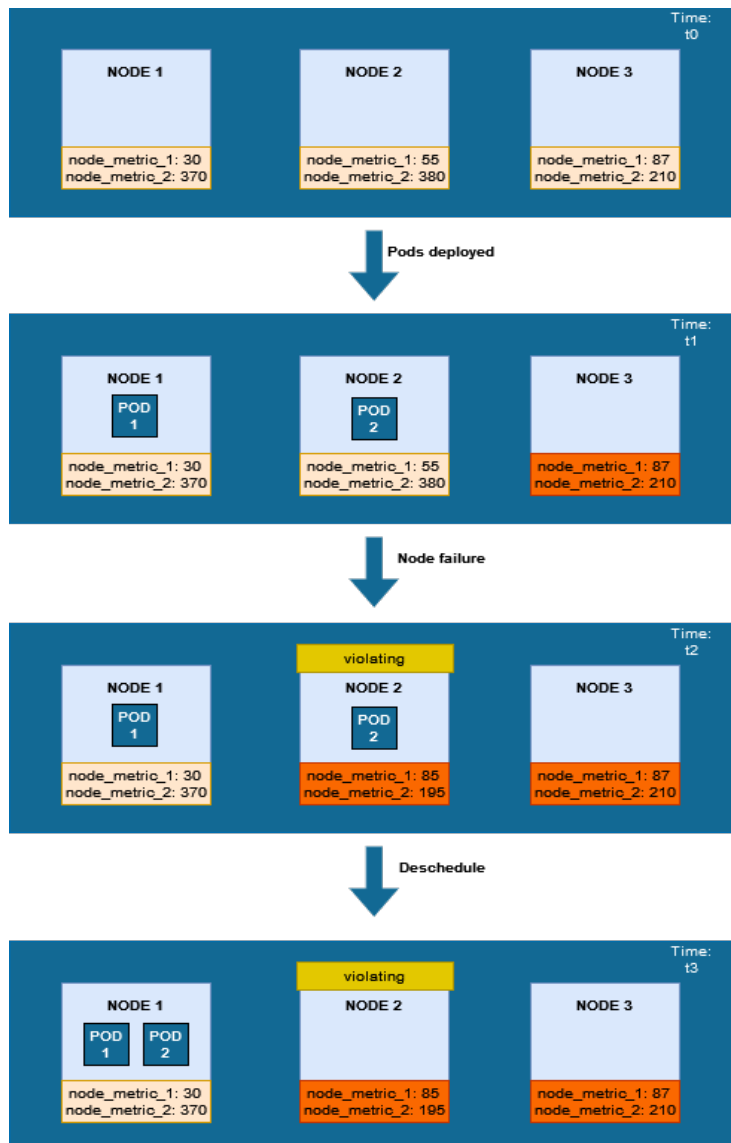 Time:
t0
NODE 1
NODE 2
NODE 3
node_metric_1: 30
node_metric_2: 370
node_metric_1: 55
node_metric_2: 380
node_metric_1: 87
node_metric_2: 210
Pods deployed
Time:
t1
NODE 1
NODE 2
NODE 3
POD
1
POD
2
node_metric_1: 30
node_metric_2: 370
node_metric_1: 55
node_metric_2: 380
node_metric_1: 87
node_metric_2: 210
Node failure
Time:
t2
violating
NODE 1
NODE 2
NODE 3
POD
1
POD
2
node_metric_1: 30
node_metric_2: 370
node_metric_1: 85
node_metric_2: 195
node_metric_1: 87
node_metric_2: 210
Deschedule
Time:
t3
violating
NODE 1
NODE 2
NODE 3
POD
1
POD
2
node_metric_1: 30
node_metric_2: 370
node_metric_1: 85
node_metric_2: 195
node_metric_1: 87
node_metric_2: 210